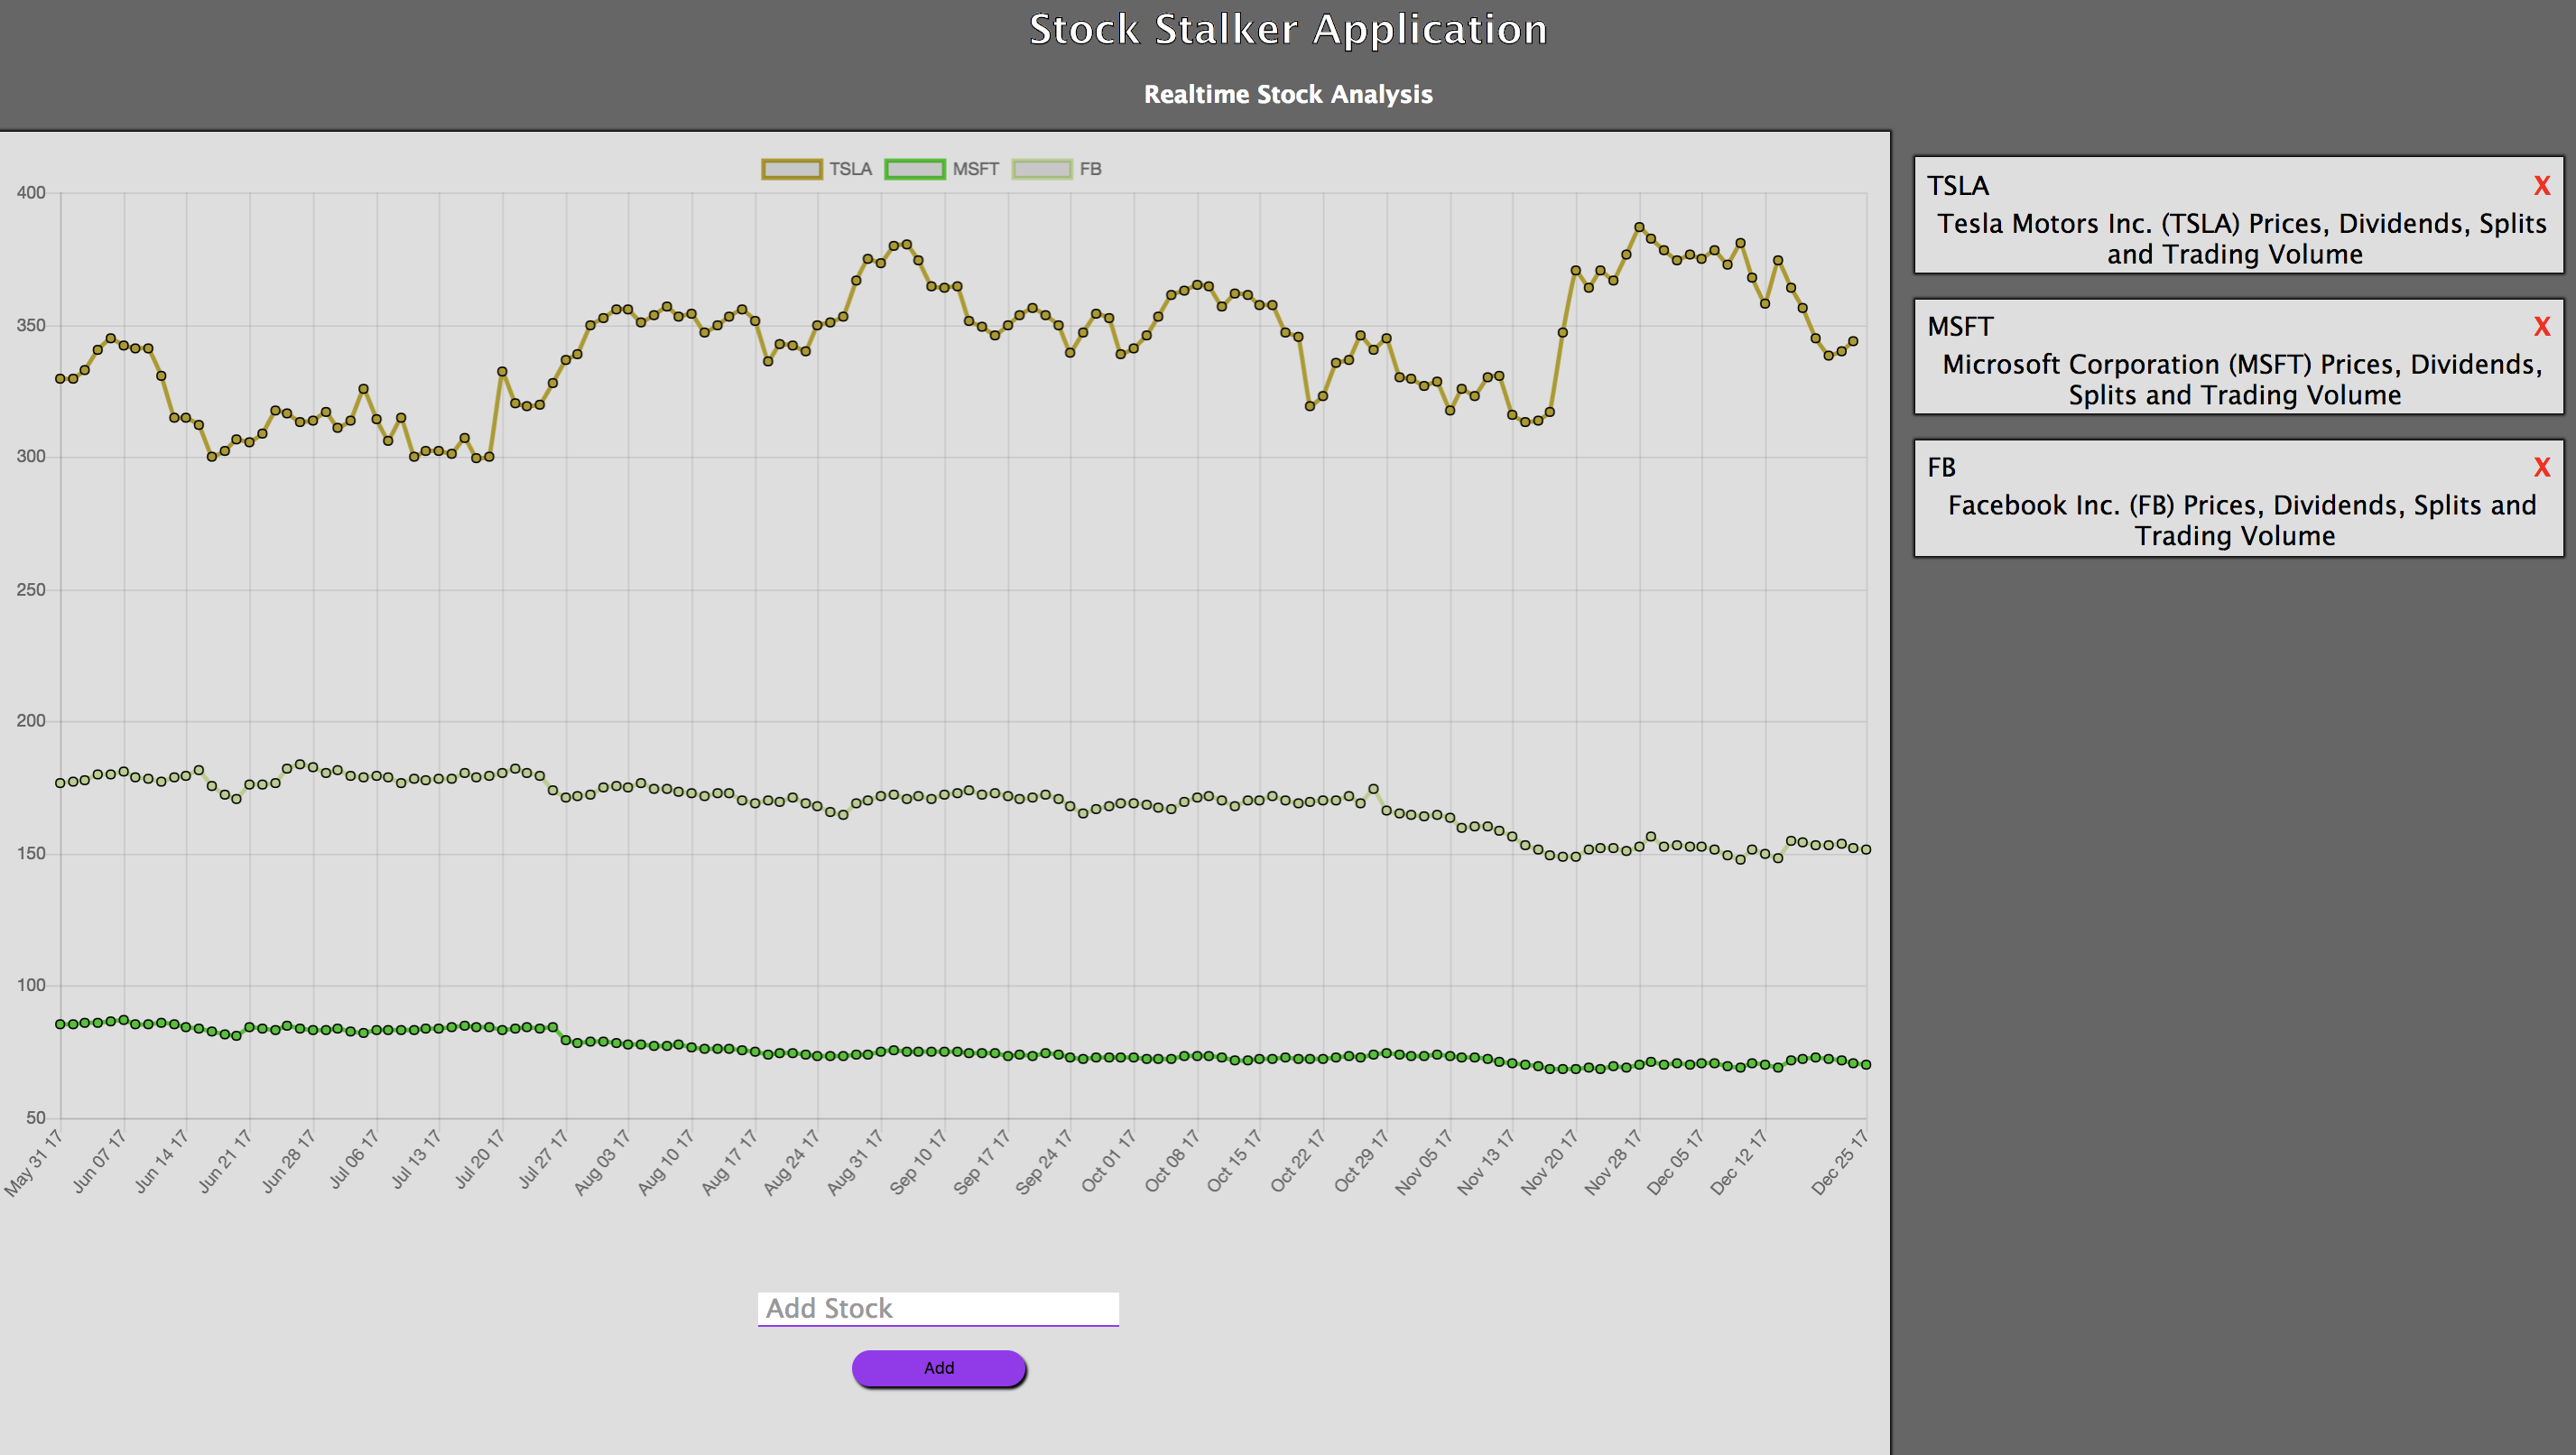 Stock Stalker Application
Realtime Stock Analysis
TSLA MSFT FB
400
350
300
250
200
150
100
50
May 31 17 Jun 07 17 Jun 14 17 Jun 21 17 Jun 28 17 Jul 06 17 Jul 13 17 Jul 20 17 Jul 27 17 Aug 03 17 Aug 10 17 Aug 17 17 Aug 24 17 Aug 31 17 Sep 10 17 Sep 17 17 Sep 24 17 Oct 01 17 Oct 08 17 Oct 15 17 Oct 22 17 Oct 29 17 Nov 05 17 Nov 13 17 Nov 20 17 Nov 28 17 Dec 05 17 Dec 12 17 Dec 25 17
Add Stock
Add
TSLA X
Tesla Motors Inc. (TSLA) Prices, Dividends, Splits
and Trading Volume
MSFT X
Microsoft Corporation (MSFT) Prices, Dividends,
Splits and Trading Volume
FB X
Facebook Inc. (FB) Prices, Dividends, Splits and
Trading Volume